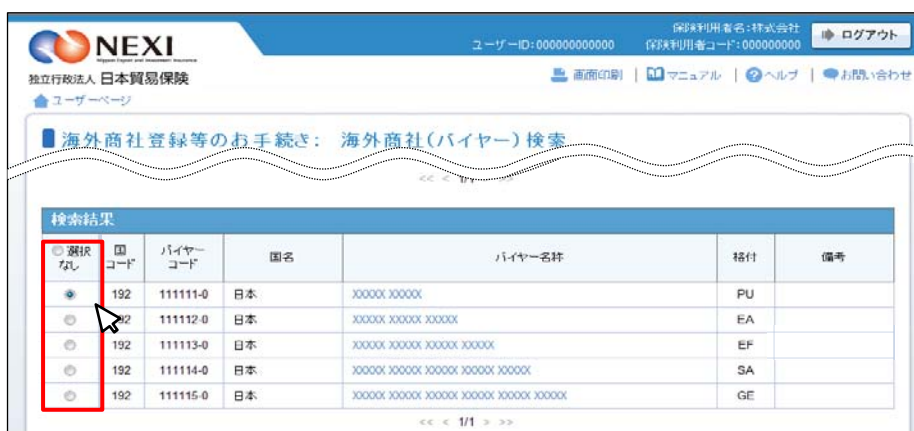 NEXI
Nippon Export and Investment Insurance
独立行政法人 日本貿易保険
ユーザーID:000000000000
保険利用者名:株式会社
保険利用者コード:000000000
ログアウト
画面印刷 | マニュアル | ヘルプ | お問い合わせ
ユーザーページ
海外商社登録等のお手続き: 海外商社(バイヤー)検索
検索結果
選択なし 国コード バイヤーコード 国名 バイヤー名称 格付 備考
192 111111-0 日本 XXXXX XXXXX PU
192 111112-0 日本 XXXXX XXXXX XXXXX EA
192 111113-0 日本 XXXXX XXXXX XXXXX XXXXX EF
192 111114-0 日本 XXXXX XXXXX XXXXX XXXXX XXXXX SA
192 111115-0 日本 XXXXX XXXXX XXXXX XXXXX XXXXX XXXXX GE
<< < 1/1 > >>